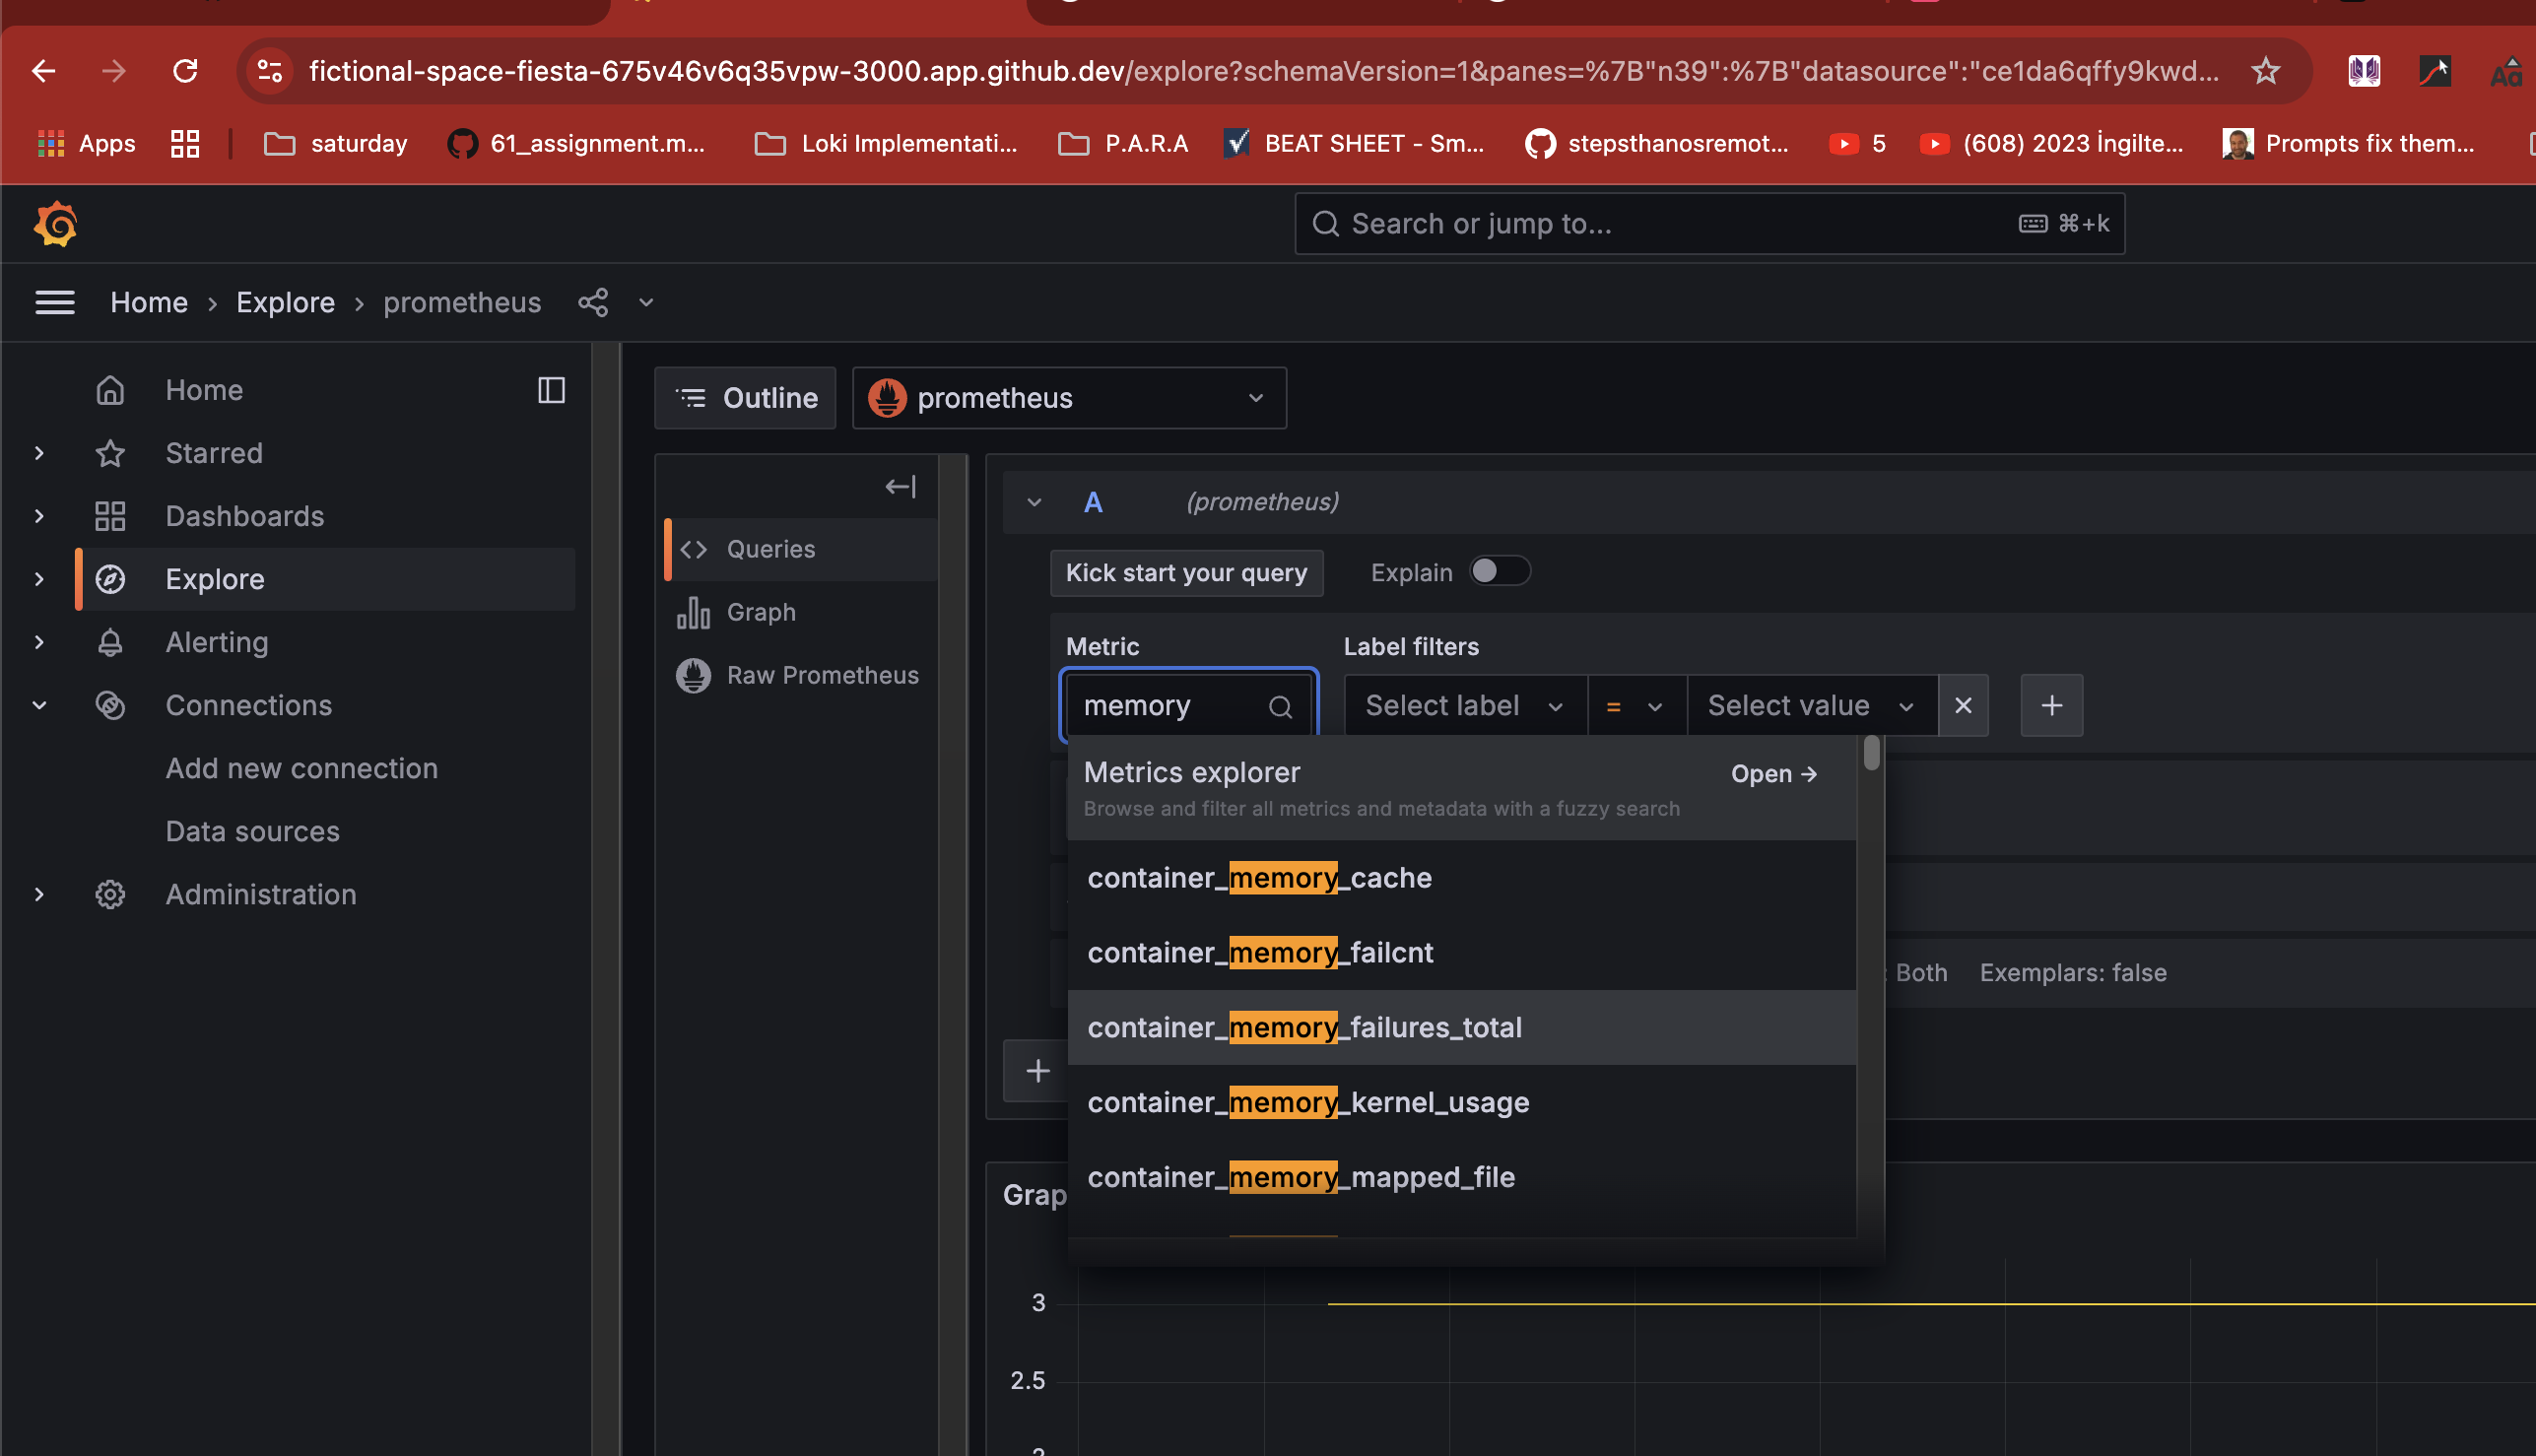 fictional-space-fiesta-675v46v6q35vpw-3000.app.github.dev/explore?schemaVersion=1&panes=%7B"n39":%7B"datasource":"ce1da6qffy9kwd...
Apps saturday 61_assignment.m... Loki Implementati... P.A.R.A BEAT SHEET - Sm... stepsthanosremot... 5 (608) 2023 İngilte... Prompts fix them...
Search or jump to... ⌘+k
Home › Explore › prometheus
Home
Starred
Dashboards
Explore
Alerting
Connections
Add new connection
Data sources
Administration
Outline prometheus
Queries
Graph
Raw Prometheus
A (prometheus)
Kick start your query Explain
Metric Label filters
memory Select label = Select value
Metrics explorer Open →
Browse and filter all metrics and metadata with a fuzzy search
container_memory_cache
container_memory_failcnt
container_memory_failures_total
container_memory_kernel_usage
container_memory_mapped_file
: Both Exemplars: false
Grap
3
2.5